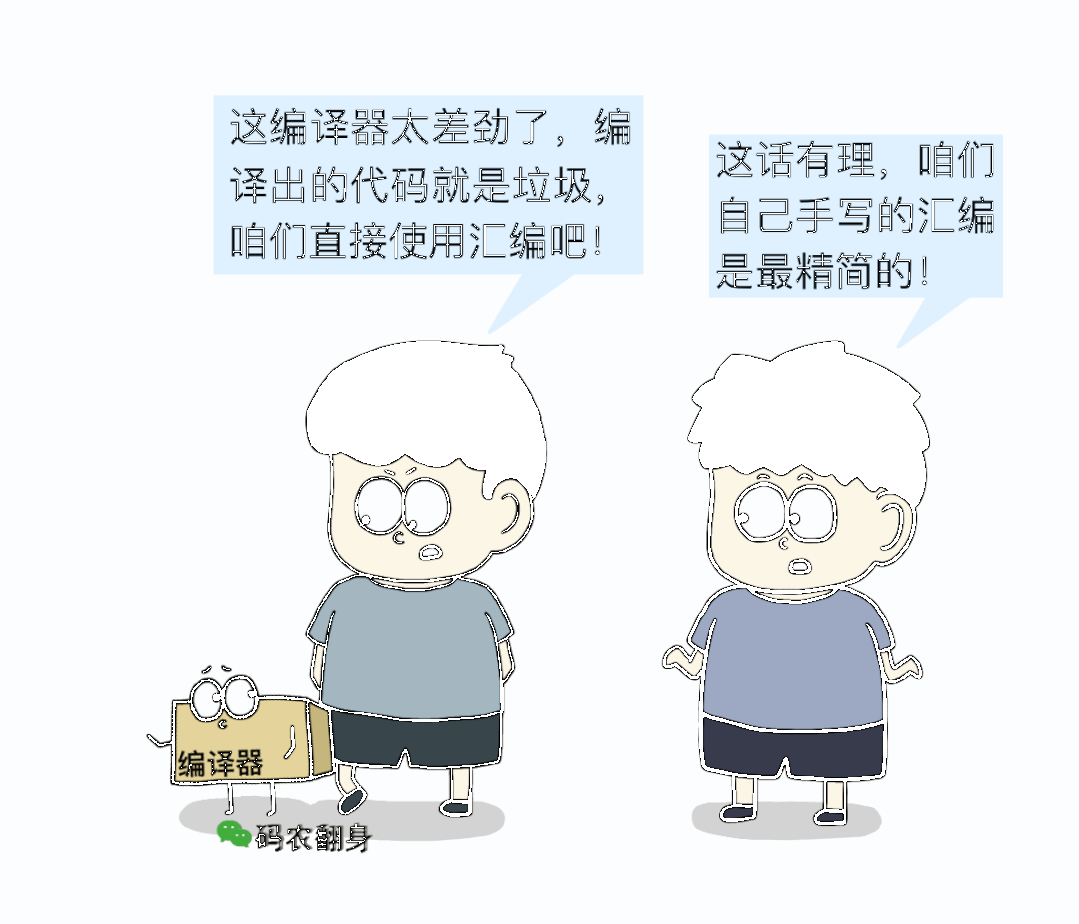 这编译器太差劲了，编
译出的代码就是垃圾，
咱们直接使用汇编吧！
这话有理，咱们
自己手写的汇编
是最精简的！
编译器
码农翻身